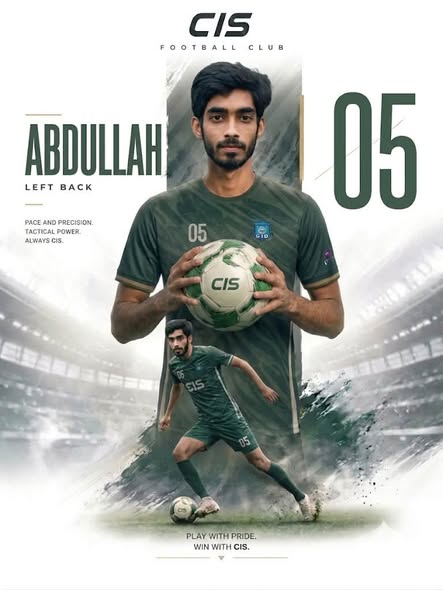 CIS
FOOTBALL CLUB
ABDULLAH
LEFT BACK
05
PACE AND PRECISION.
TACTICAL POWER.
ALWAYS CIS.
05
CIS
CIS
05
PLAY WITH PRIDE.
WIN WITH CIS.